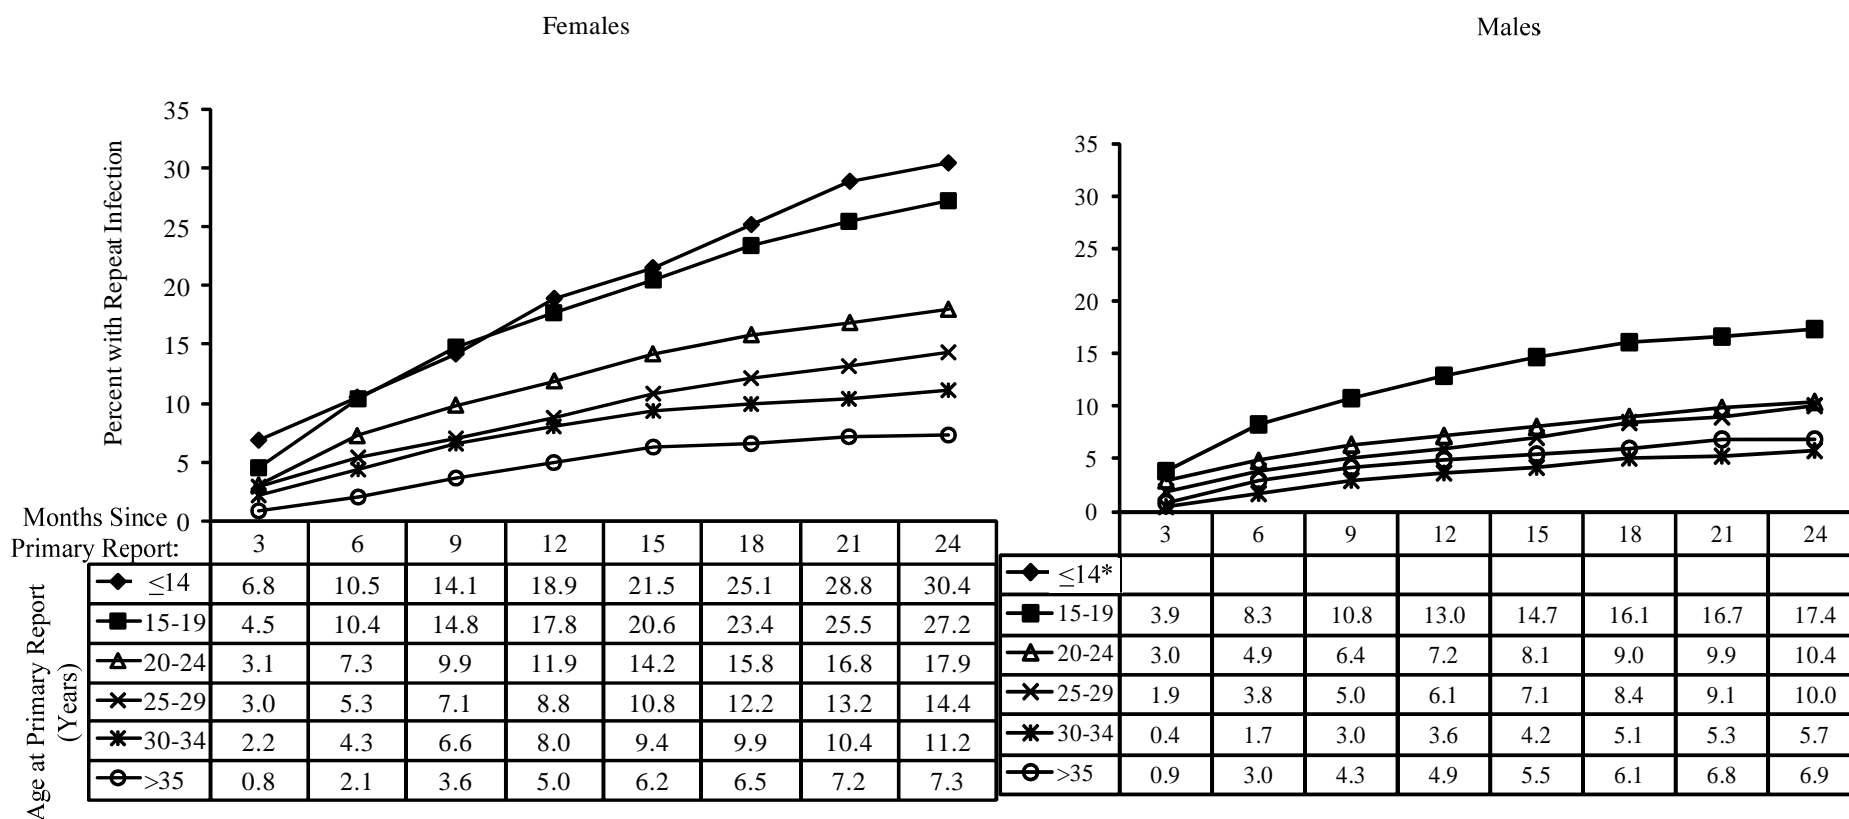 Females
Males
35
30
25
20
15
10
5
0
Percent with Repeat Infection
35
30
25
20
15
10
5
0
Months Since
Primary Report:
3 6 9 12 15 18 21 24
≤14 6.8 10.5 14.1 18.9 21.5 25.1 28.8 30.4
15-19 4.5 10.4 14.8 17.8 20.6 23.4 25.5 27.2
20-24 3.1 7.3 9.9 11.9 14.2 15.8 16.8 17.9
25-29 3.0 5.3 7.1 8.8 10.8 12.2 13.2 14.4
30-34 2.2 4.3 6.6 8.0 9.4 9.9 10.4 11.2
>35 0.8 2.1 3.6 5.0 6.2 6.5 7.2 7.3
Age at Primary Report
(Years)
3 6 9 12 15 18 21 24
≤14*
15-19 3.9 8.3 10.8 13.0 14.7 16.1 16.7 17.4
20-24 3.0 4.9 6.4 7.2 8.1 9.0 9.9 10.4
25-29 1.9 3.8 5.0 6.1 7.1 8.4 9.1 10.0
30-34 0.4 1.7 3.0 3.6 4.2 5.1 5.3 5.7
>35 0.9 3.0 4.3 4.9 5.5 6.1 6.8 6.9